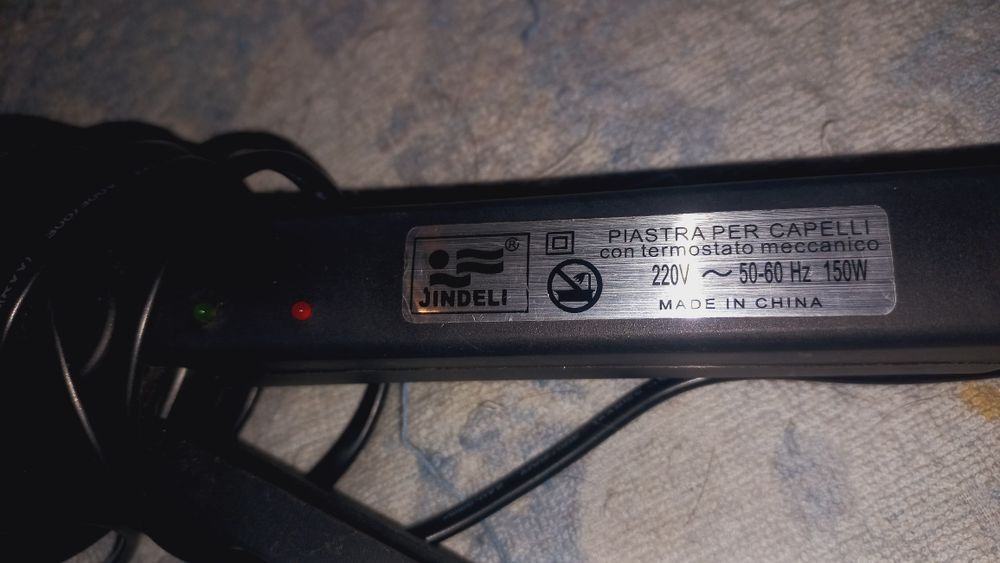 ®
JINDELI
PIASTRA PER CAPELLI
con termostato meccanico
220V ～ 50-60 Hz 150W
MADE IN CHINA